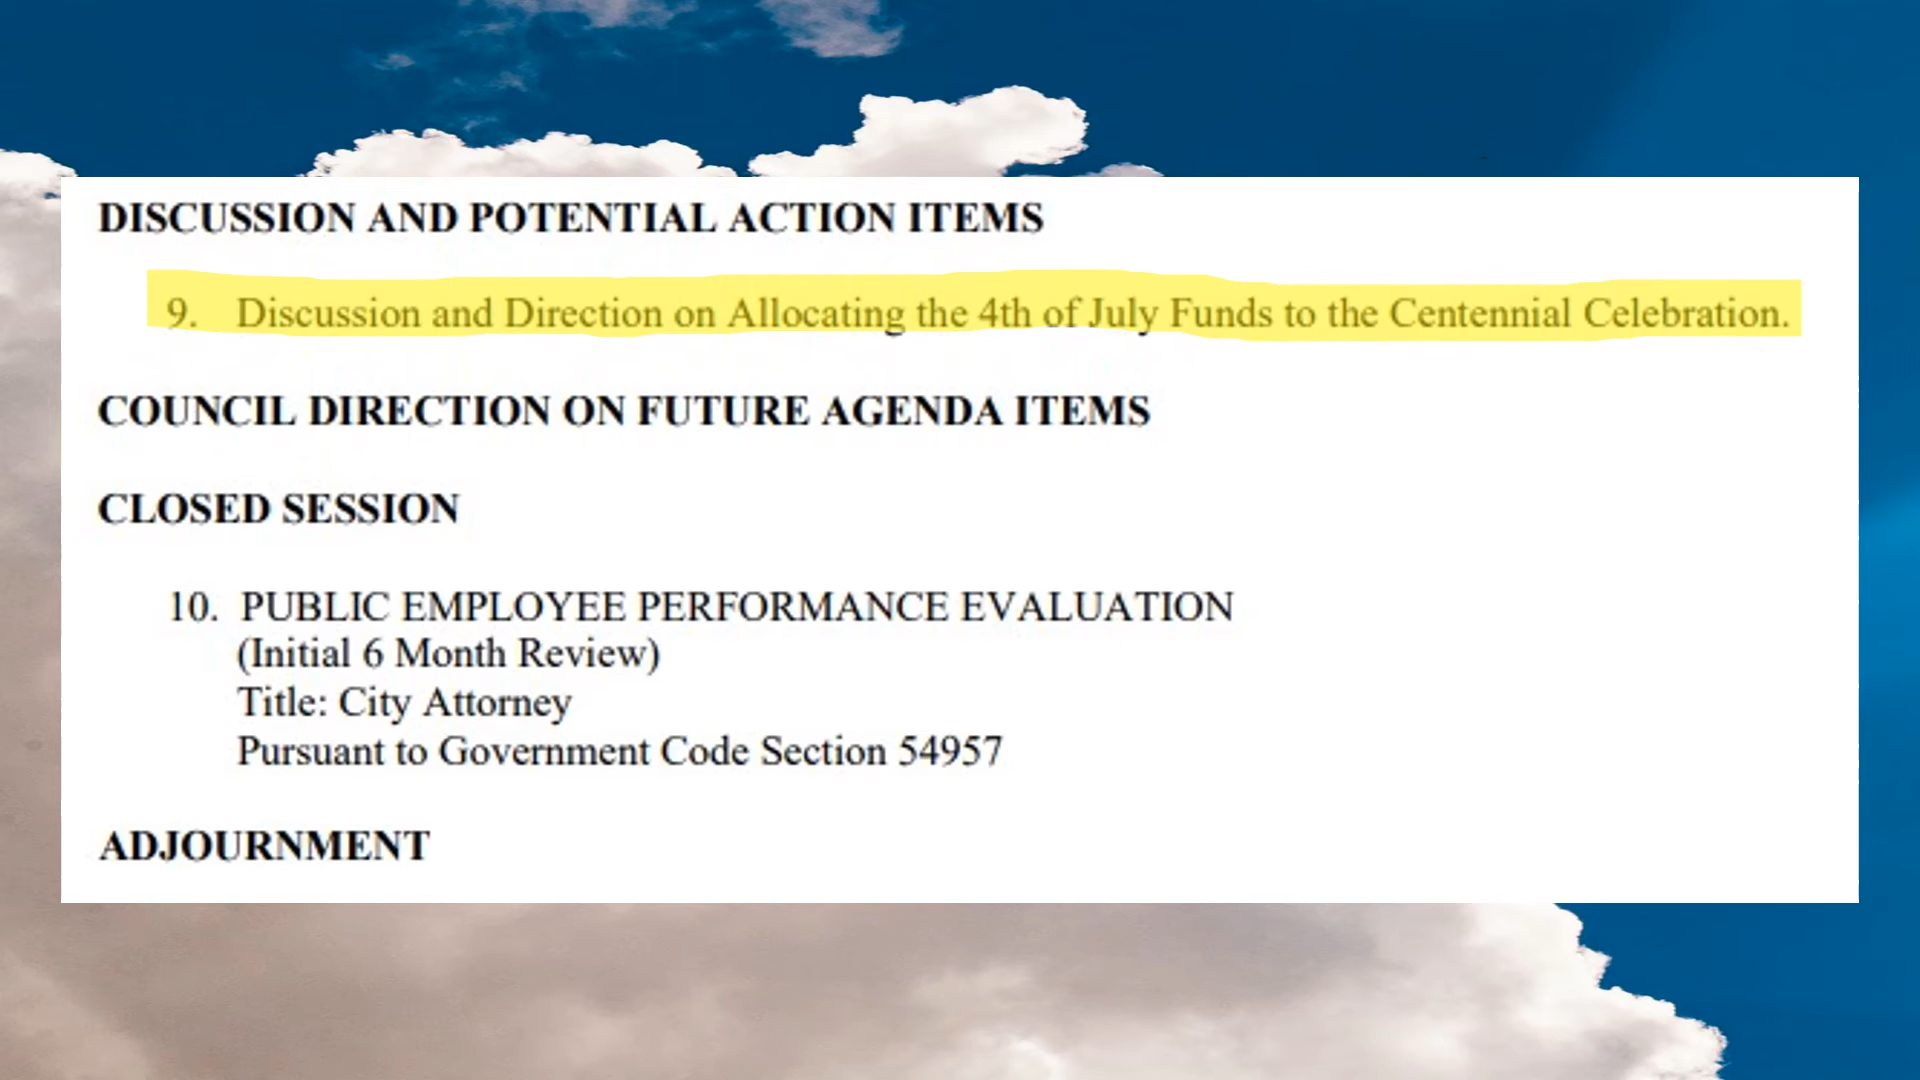 DISCUSSION AND POTENTIAL ACTION ITEMS
9. Discussion and Direction on Allocating the 4th of July Funds to the Centennial Celebration.
COUNCIL DIRECTION ON FUTURE AGENDA ITEMS
CLOSED SESSION
10. PUBLIC EMPLOYEE PERFORMANCE EVALUATION
(Initial 6 Month Review)
Title: City Attorney
Pursuant to Government Code Section 54957
ADJOURNMENT